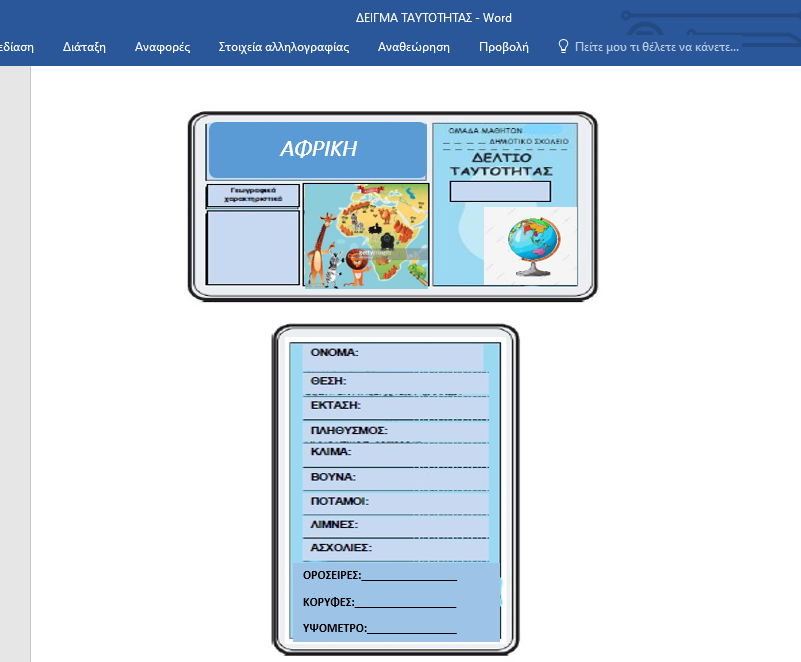 ΔΕΙΓΜΑ ΤΑΥΤΟΤΗΤΑΣ - Word
εδίαση Διάταξη Αναφορές Στοιχεία αλληλογραφίας Αναθεώρηση Προβολή Πείτε μου τι θέλετε να κάνετε...
ΑΦΡΙΚΗ
Γεωγραφικά
χαρακτηριστικά
ΟΜΑΔΑ ΜΑΘΗΤΩΝ
ΔΗΜΟΤΙΚΟ ΣΧΟΛΕΙΟ
ΔΕΛΤΙΟ
ΤΑΥΤΟΤΗΤΑΣ
ΟΝΟΜΑ:
ΘΕΣΗ:
ΕΚΤΑΣΗ:
ΠΛΗΘΥΣΜΟΣ:
ΚΛΙΜΑ:
ΒΟΥΝΑ:
ΠΟΤΑΜΟΙ:
ΛΙΜΝΕΣ:
ΑΣΧΟΛΙΕΣ:
ΟΡΟΣΕΙΡΕΣ:
ΚΟΡΥΦΕΣ:
ΥΨΟΜΕΤΡΟ: